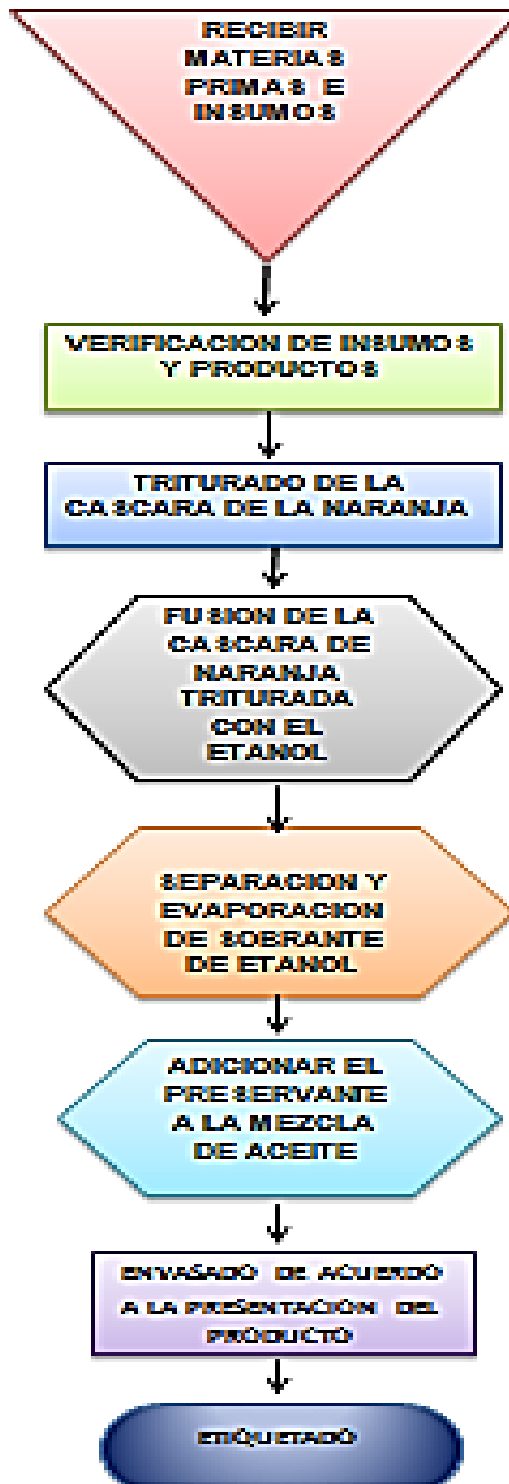 RECIBIR
MATERIAS
PRIMAS E
INSUMOS
VERIFICACION DE INSUMOS
Y PRODUCTOS
TRITURADO DE LA
CASCARA DE LA NARANJA
FUSION DE LA
CASCARA DE
NARANJA
TRITURADA
CON EL
ETANOL
SEPARACION Y
EVAPORACION
DE SOBRANTE
DE ETANOL
ADICIONAR EL
PRESERVANTE
A LA MEZCLA
DE ACEITE
ENVASADO DE ACUERDO
A LA PRESENTACIÓN DEL
PRODUCTO
ETIQUETADO